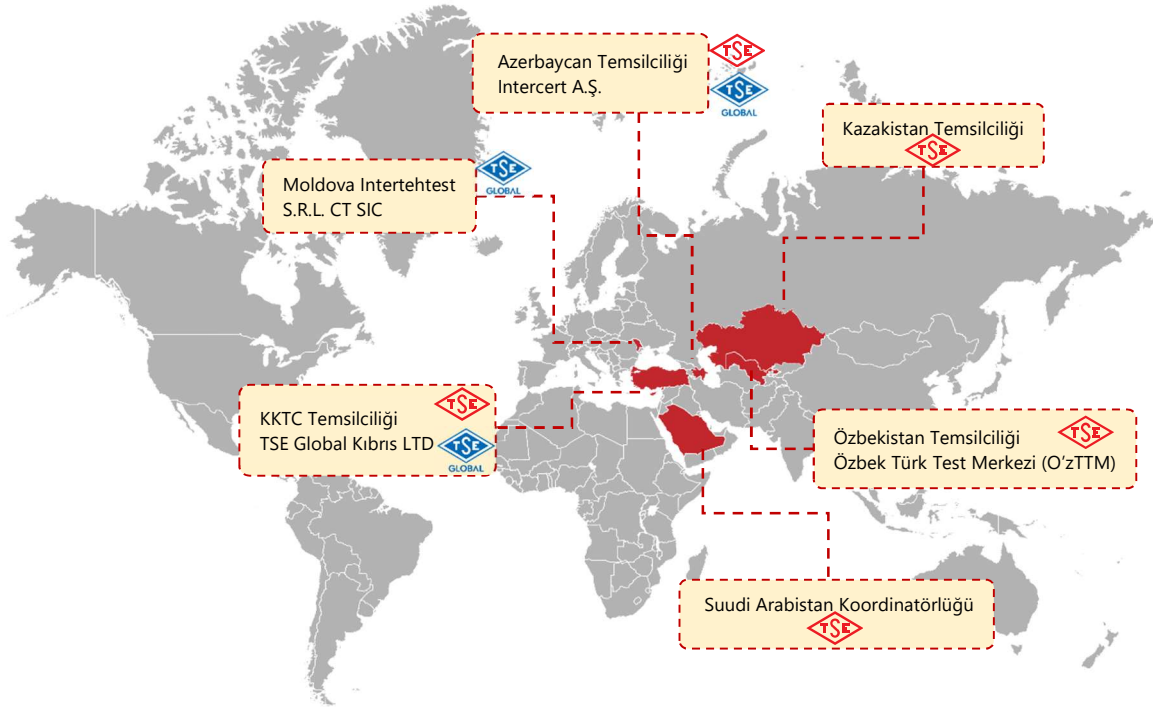 Azerbaycan Temsilciliği
Intercert A.Ş.
TSE
TSE
GLOBAL
Kazakistan Temsilciliği
TSE
Moldova Intertehtest
S.R.L. CT SIC
TSE
GLOBAL
KKTC Temsilciliği
TSE Global Kıbrıs LTD
TSE
TSE
GLOBAL
Özbekistan Temsilciliği
Özbek Türk Test Merkezi (O’zTTM)
TSE
Suudi Arabistan Koordinatörlüğü
TSE